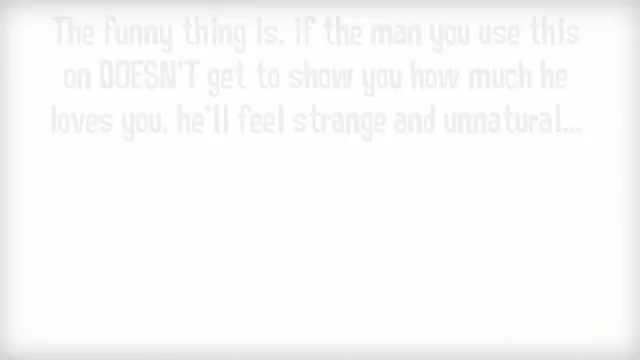 The funny thing is, if the man you use this
on DOESN'T get to show you how much he
loves you, he'll feel strange and unnatural...